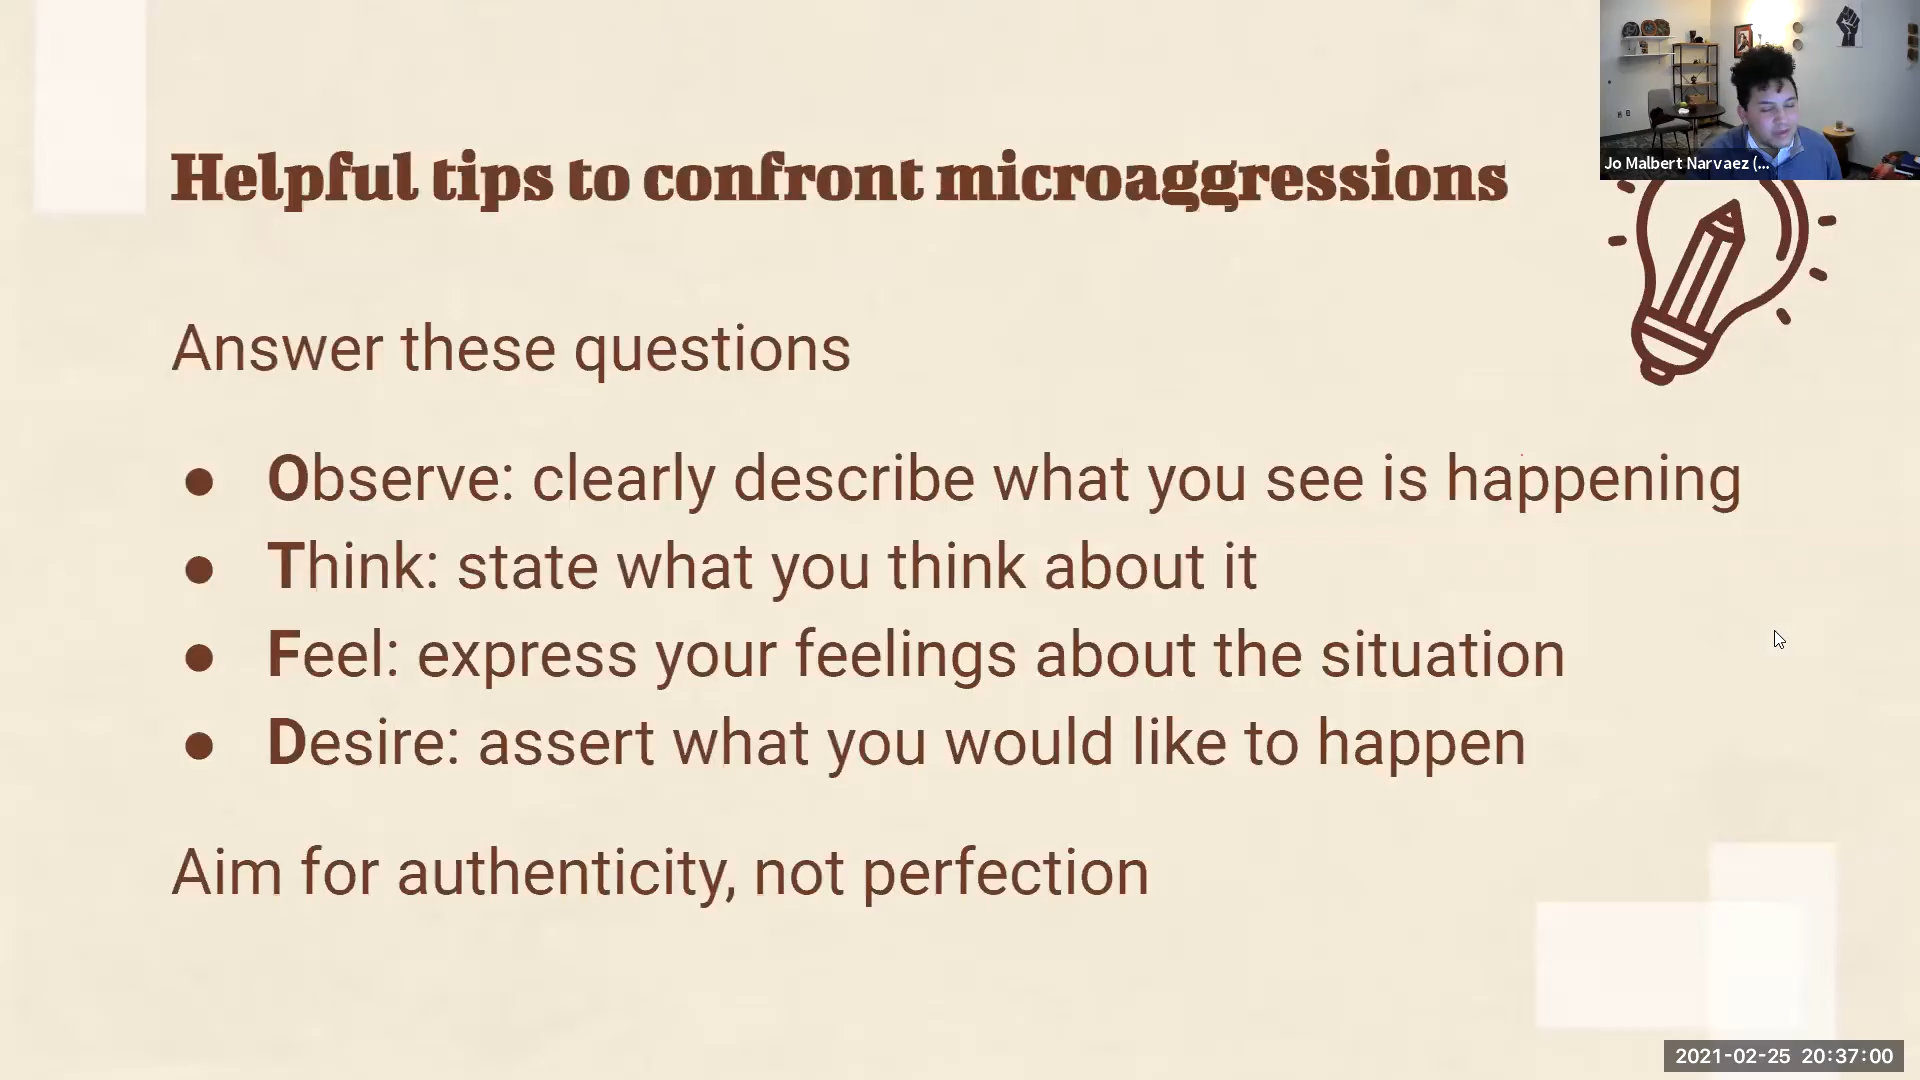 Jo Malbert Narvaez (...
Helpful tips to confront microaggressions
Answer these questions
● Observe: clearly describe what you see is happening
● Think: state what you think about it
● Feel: express your feelings about the situation
● Desire: assert what you would like to happen
Aim for authenticity, not perfection
2021-02-25 20:37:00